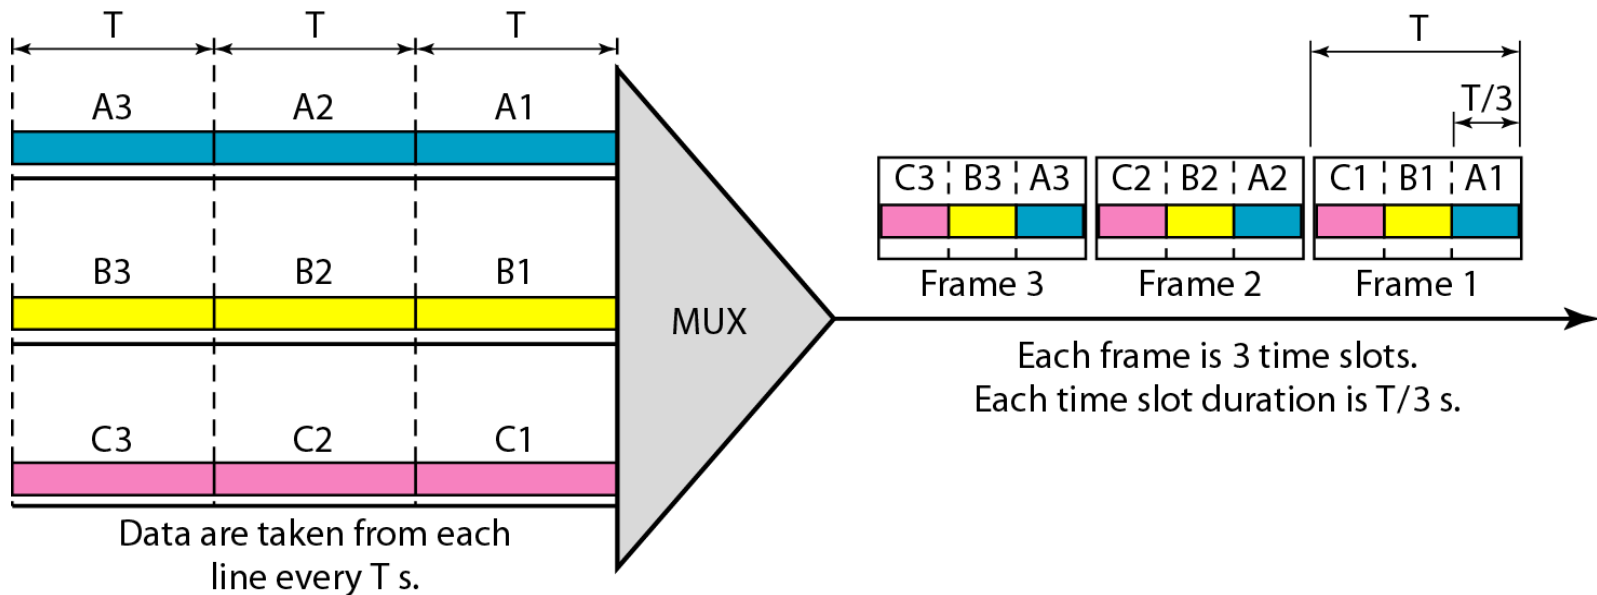 T T T
T
T/3
A3 A2 A1
C3 B3 A3 C2 B2 A2 C1 B1 A1
B3 B2 B1
Frame 3 Frame 2 Frame 1
MUX
Each frame is 3 time slots.
Each time slot duration is T/3 s.
C3 C2 C1
Data are taken from each
line every T s.